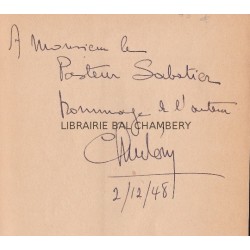 A Monsieur le
Pasteur Sabatier
hommage de l'auteur
LIBRAIRIE BAL CHAMBERY
2/12/48